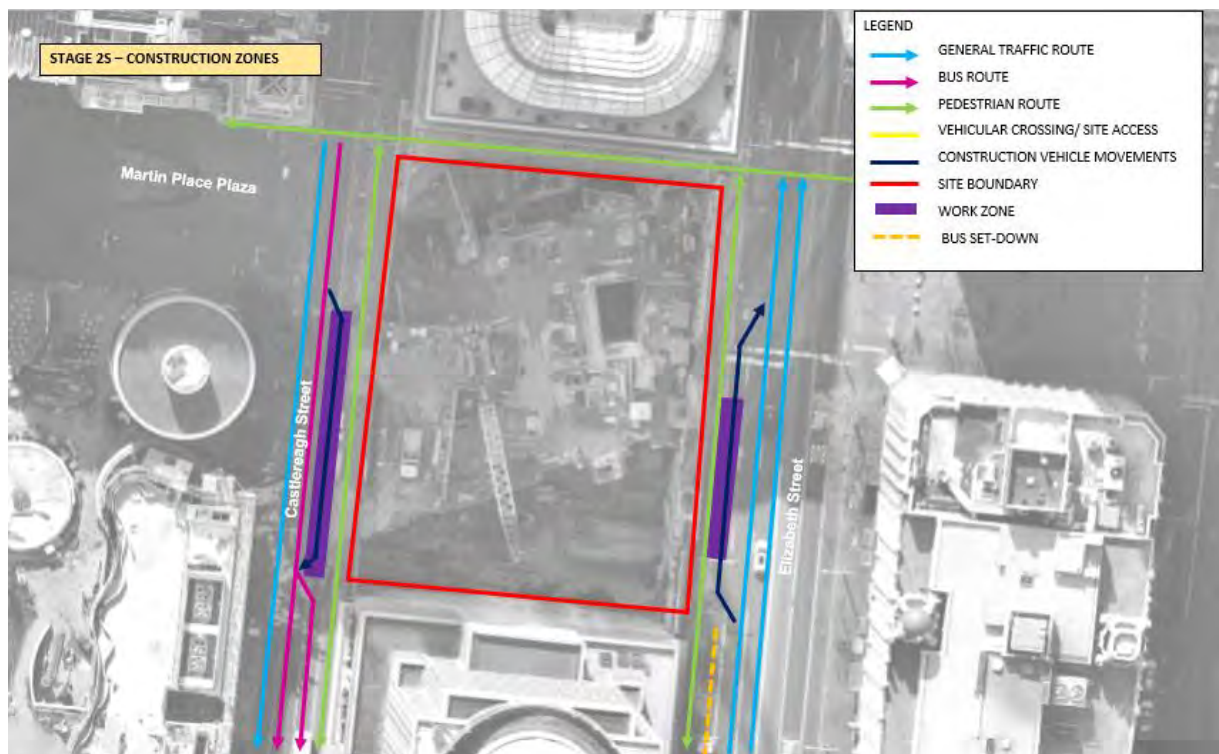 STAGE 2S – CONSTRUCTION ZONES
LEGEND
GENERAL TRAFFIC ROUTE
BUS ROUTE
PEDESTRIAN ROUTE
VEHICULAR CROSSING/ SITE ACCESS
CONSTRUCTION VEHICLE MOVEMENTS
SITE BOUNDARY
WORK ZONE
BUS SET-DOWN
Martin Place Plaza
Castlereagh Street
Elizabeth Street